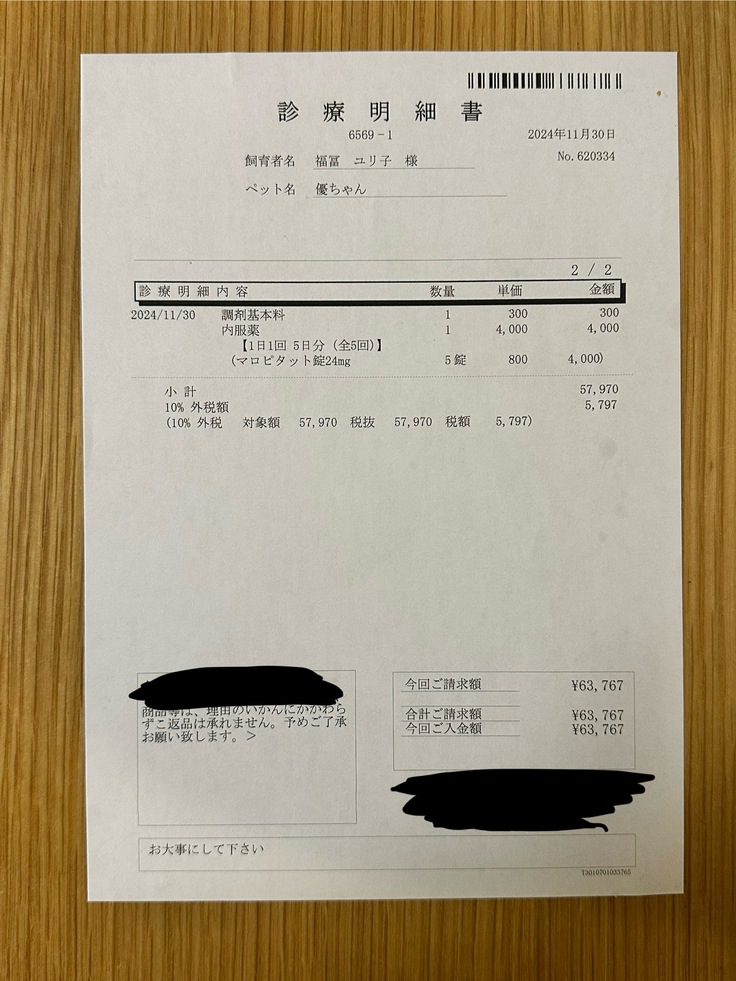 診療明細書
6569-1 2024年11月30日
飼育者名 福冨 ユリ子 様 No.620334
ペット名 優ちゃん
2 / 2
診療明細内容 数量 単価 金額
2024/11/30 調剤基本料 1 300 300
内服薬 1 4,000 4,000
【1日1回 5日分（全5回）】
(マロピタット錠24mg 5錠 800 4,000)
小計 57,970
10% 外税額 5,797
(10% 外税 対象額 57,970 税抜 57,970 税額 5,797)
今回ご請求額 ¥63,767
商品等は、理由のいかんにかかわら
ずご返品は承れません。予めご了承
お願い致します。＞
合計ご請求額 ¥63,767
今回ご入金額 ¥63,767
お大事にして下さい
T3010701033765